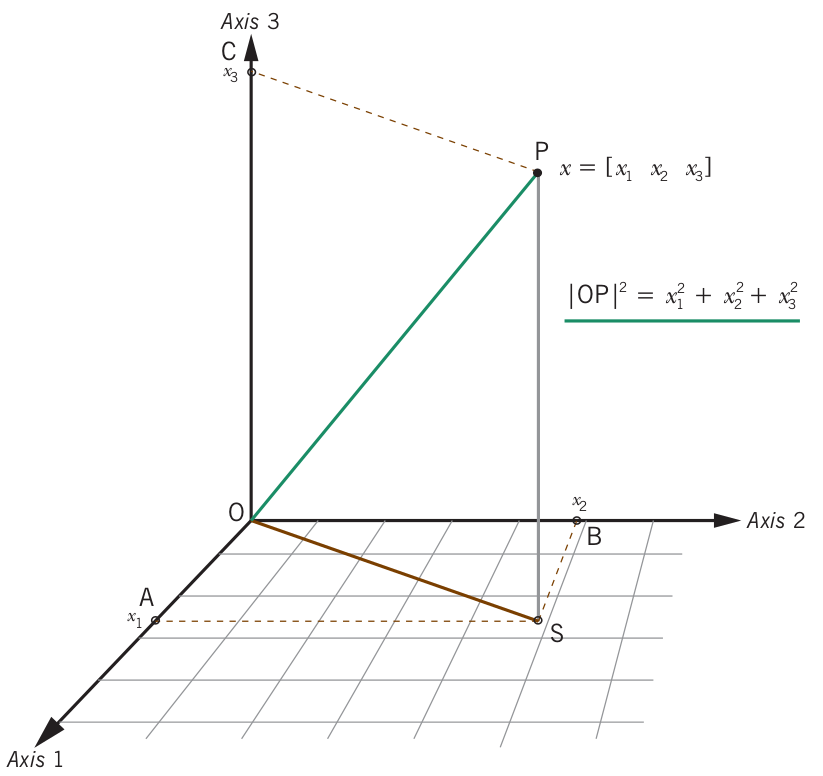 Axis 3
C
x₃
P
x = [x₁ x₂ x₃]
|OP|² = x₁² + x₂² + x₃²
x₂
O
Axis 2
B
A
x₁
S
Axis 1